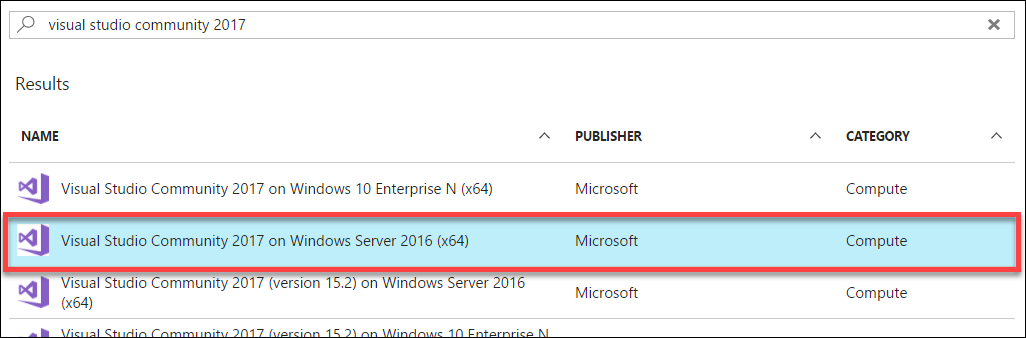 visual studio community 2017
Results
NAME PUBLISHER CATEGORY
Visual Studio Community 2017 on Windows 10 Enterprise N (x64) Microsoft Compute
Visual Studio Community 2017 on Windows Server 2016 (x64) Microsoft Compute
Visual Studio Community 2017 (version 15.2) on Windows Server 2016
(x64) Microsoft Compute
Visual Studio Community 2017 (version 15.2) on Windows 10 Enterprise N